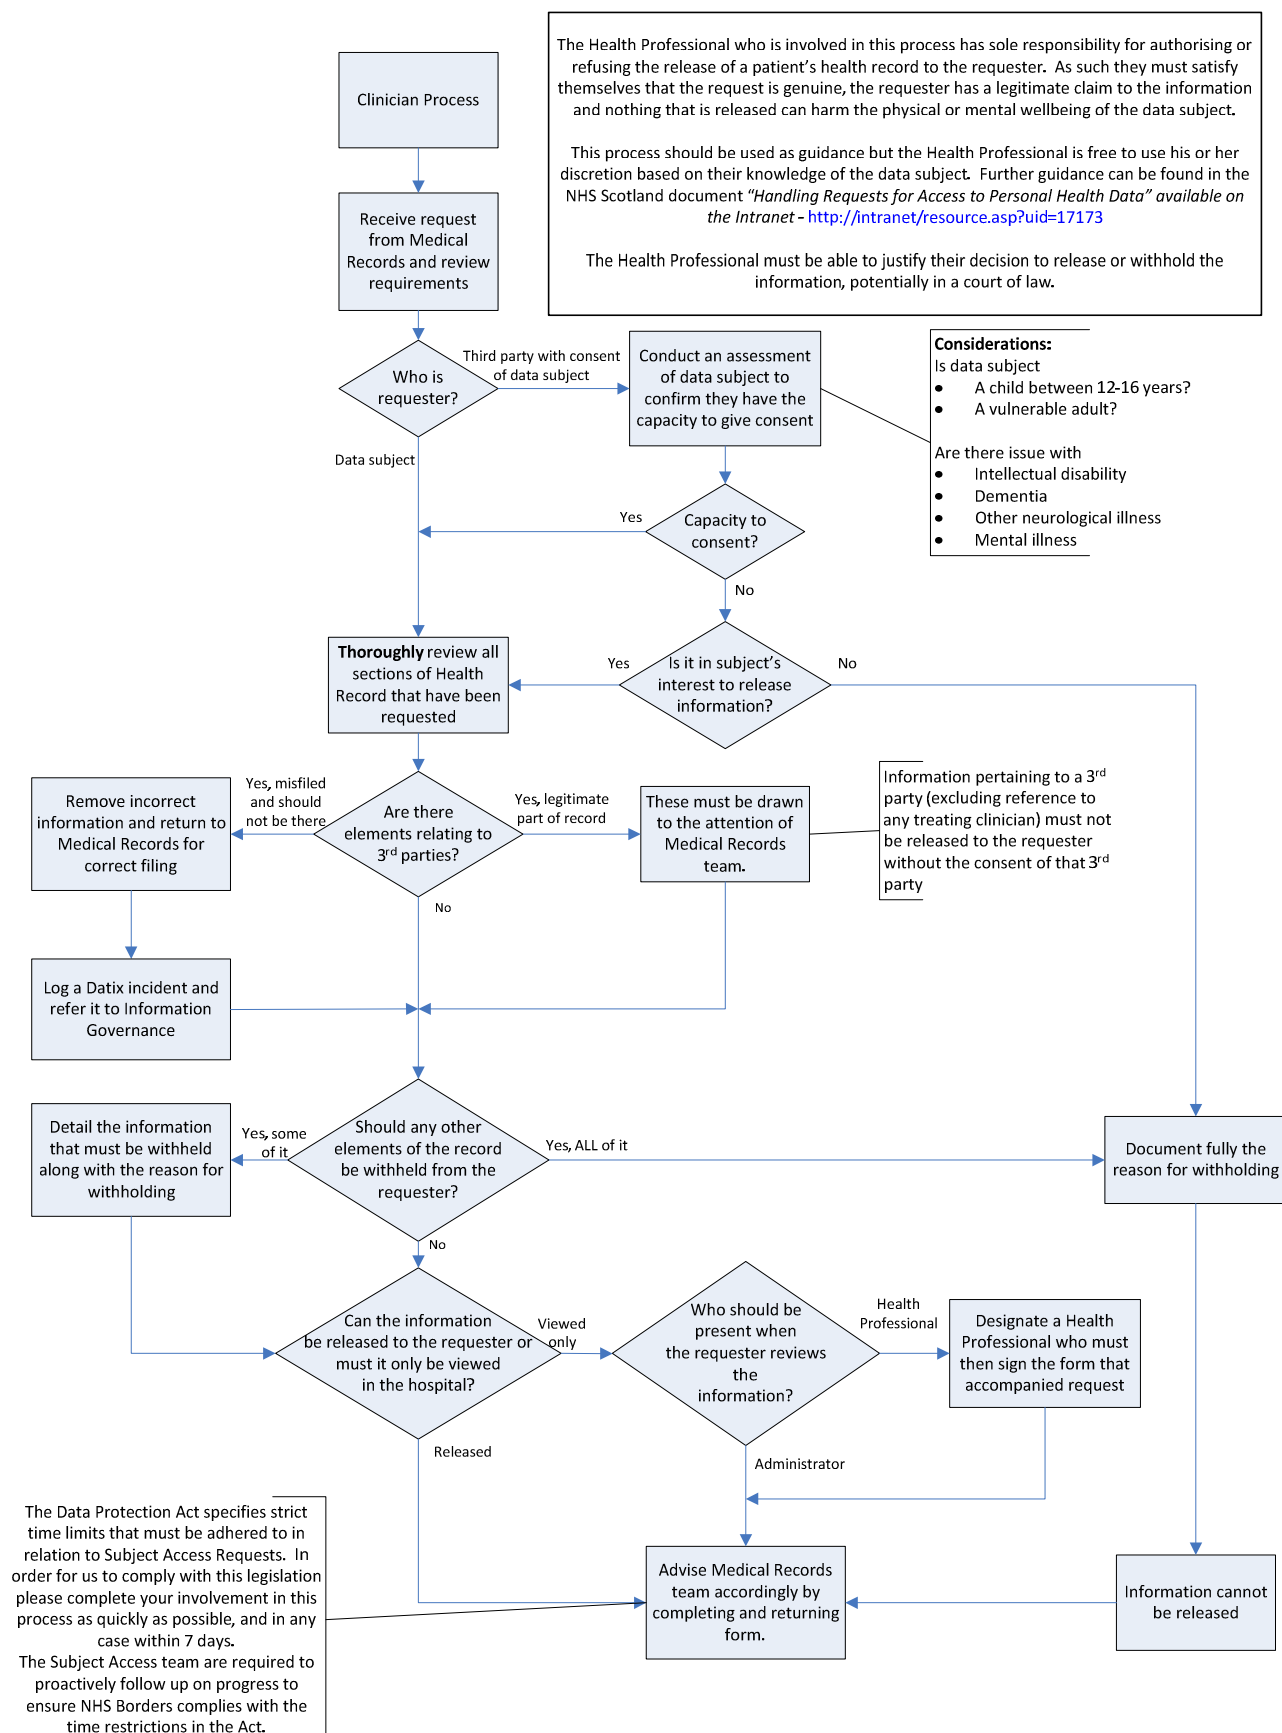 The Health Professional who is involved in this process has sole responsibility for authorising or
refusing the release of a patient's health record to the requester.  As such they must satisfy
themselves that the request is genuine, the requester has a legitimate claim to the information
and nothing that is released can harm the physical or mental wellbeing of the data subject.
This process should be used as guidance but the Health Professional is free to use his or her
discretion based on their knowledge of the data subject.  Further guidance can be found in the
NHS Scotland document “Handling Requests for Access to Personal Health Data” available on
the Intranet - http://intranet/resource.asp?uid=17173
The Health Professional must be able to justify their decision to release or withhold the
information, potentially in a court of law.
Clinician Process
Receive request
from Medical
Records and review
requirements
Who is
requester?
Third party with consent
of data subject
Conduct an assessment
of data subject to
confirm they have the
capacity to give consent
Considerations:
Is data subject
• A child between 12-16 years?
• A vulnerable adult?
Are there issue with
• Intellectual disability
• Dementia
• Other neurological illness
• Mental illness
Data subject
Capacity to
consent?
Yes
No
Is it in subject's
interest to release
information?
Yes
No
Thoroughly review all
sections of Health
Record that have been
requested
Are there
elements relating to
3rd parties?
Yes, misfiled
and should
not be there
Remove incorrect
information and return to
Medical Records for
correct filing
Yes, legitimate
part of record
These must be drawn
to the attention of
Medical Records
team.
Information pertaining to a 3rd
party (excluding reference to
any treating clinician) must not
be released to the requester
without the consent of that 3rd
party
No
Log a Datix incident and
refer it to Information
Governance
Should any other
elements of the record
be withheld from the
requester?
Yes, some
of it
Detail the information
that must be withheld
along with the reason for
withholding
Yes, ALL of it
Document fully the
reason for withholding
No
Can the information
be released to the requester or
must it only be viewed
in the hospital?
Viewed
only
Who should be
present when
the requester reviews
the
information?
Health
Professional
Designate a Health
Professional who must
then sign the form that
accompanied request
Released
Administrator
The Data Protection Act specifies strict
time limits that must be adhered to in
relation to Subject Access Requests.  In
order for us to comply with this legislation
please complete your involvement in this
process as quickly as possible, and in any
case within 7 days.
The Subject Access team are required to
proactively follow up on progress to
ensure NHS Borders complies with the
time restrictions in the Act.
Advise Medical Records
team accordingly by
completing and returning
form.
Information cannot
be released